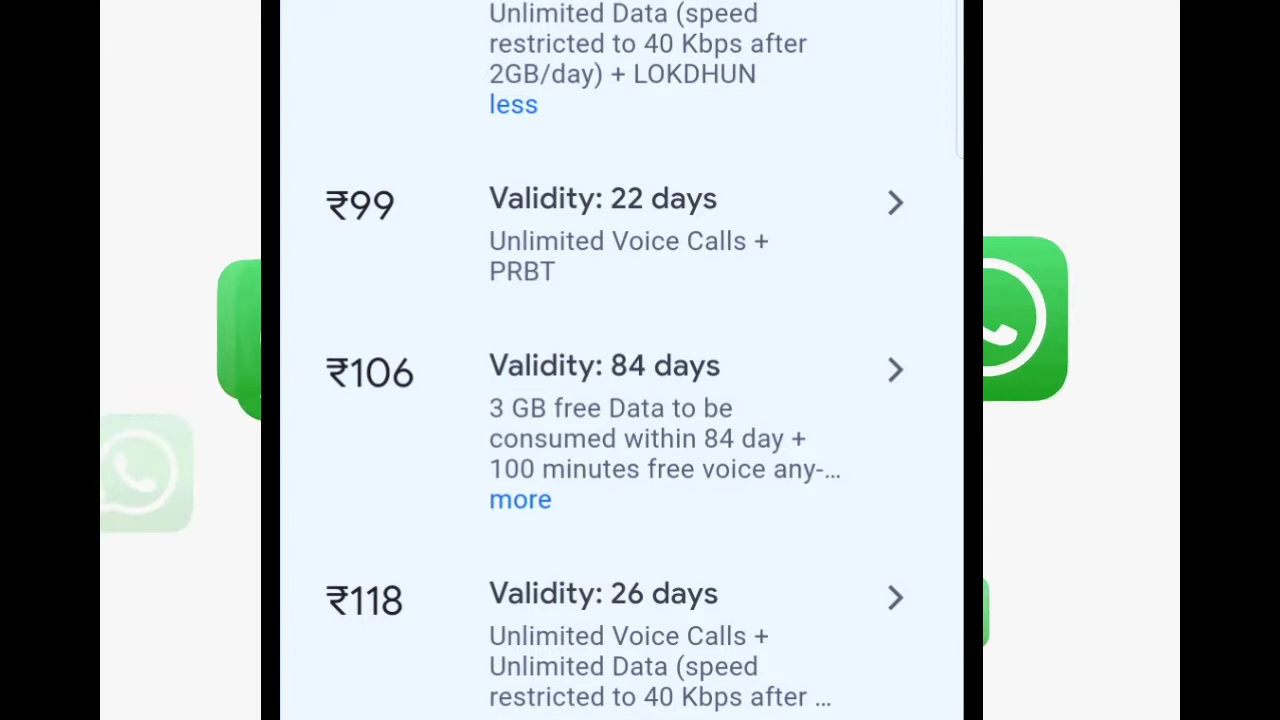 Unlimited Data (speed
restricted to 40 Kbps after
2GB/day) + LOKDHUN
less
₹99
Validity: 22 days
Unlimited Voice Calls +
PRBT
₹106
Validity: 84 days
3 GB free Data to be
consumed within 84 day +
100 minutes free voice any-...
more
₹118
Validity: 26 days
Unlimited Voice Calls +
Unlimited Data (speed
restricted to 40 Kbps after ...